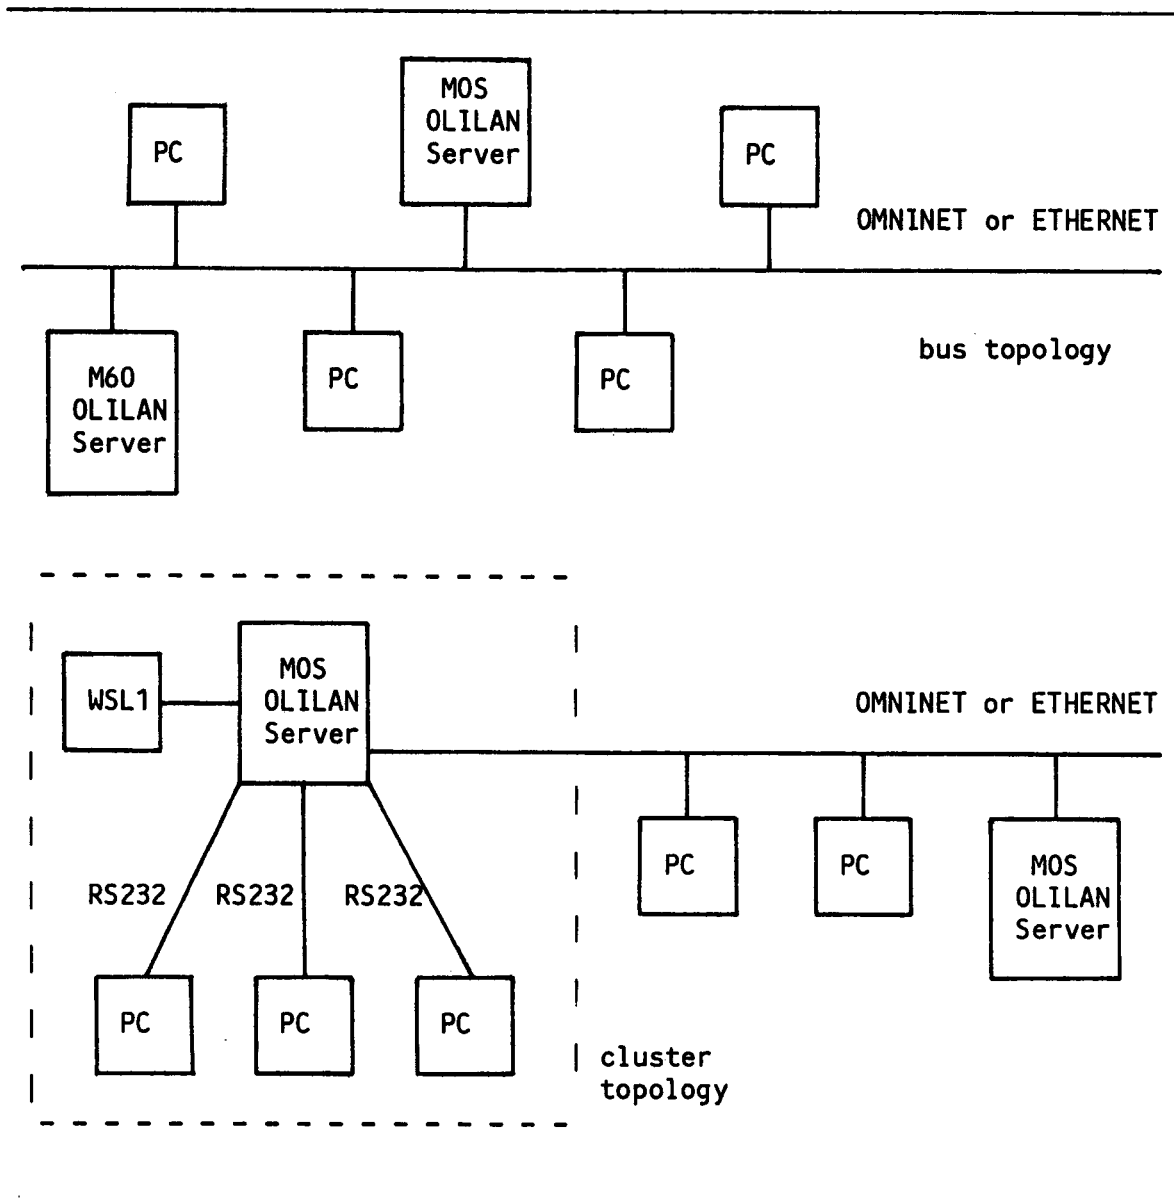 MOS
OLILAN
Server
PC
PC
OMNINET or ETHERNET
M60
OLILAN
Server
PC
PC
bus topology
WSL1
MOS
OLILAN
Server
OMNINET or ETHERNET
RS232
RS232
RS232
PC
PC
MOS
OLILAN
Server
PC
PC
PC
cluster
topology